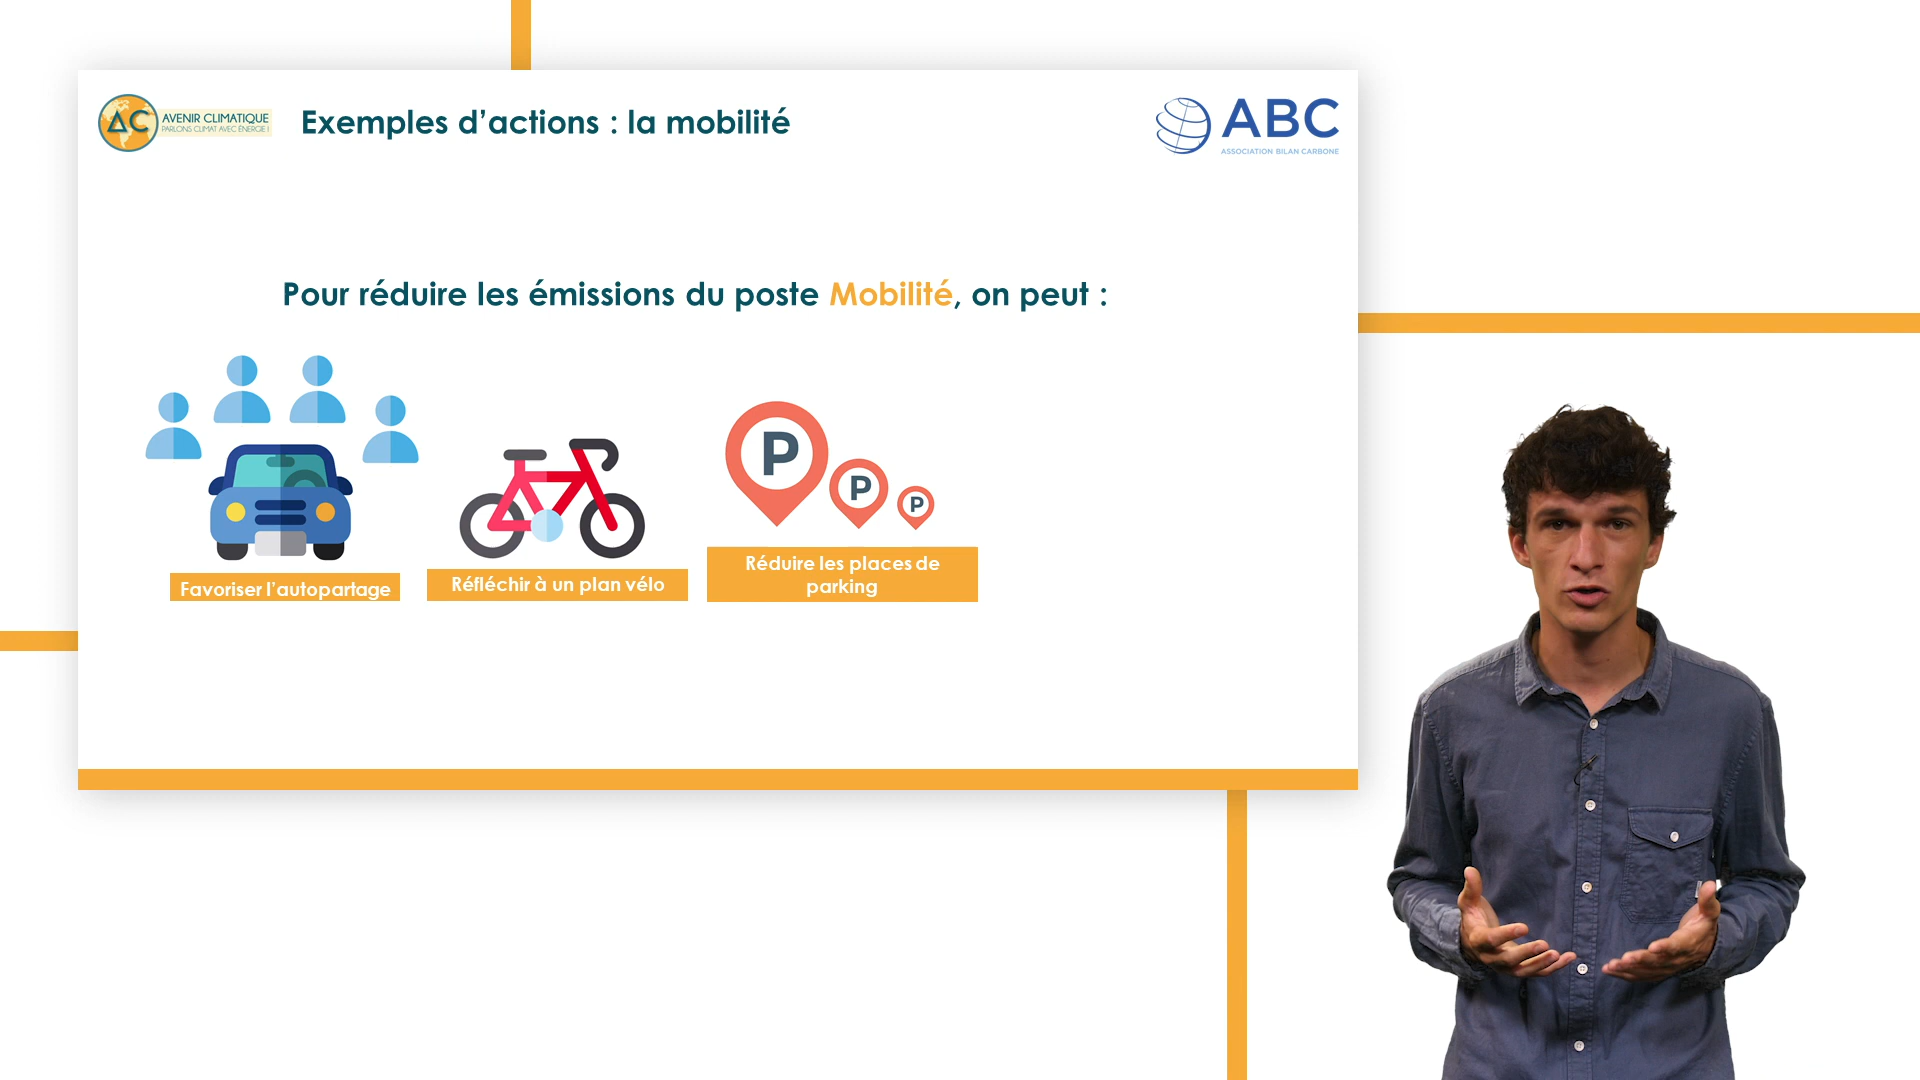 AC
AVENIR CLIMATIQUE
PARLONS CLIMAT AVEC ÉNERGIE !
Exemples d’actions : la mobilité
ABC
ASSOCIATION BILAN CARBONE
Pour réduire les émissions du poste Mobilité, on peut :
P
P
P
Favoriser l’autopartage
Réfléchir à un plan vélo
Réduire les places de
parking